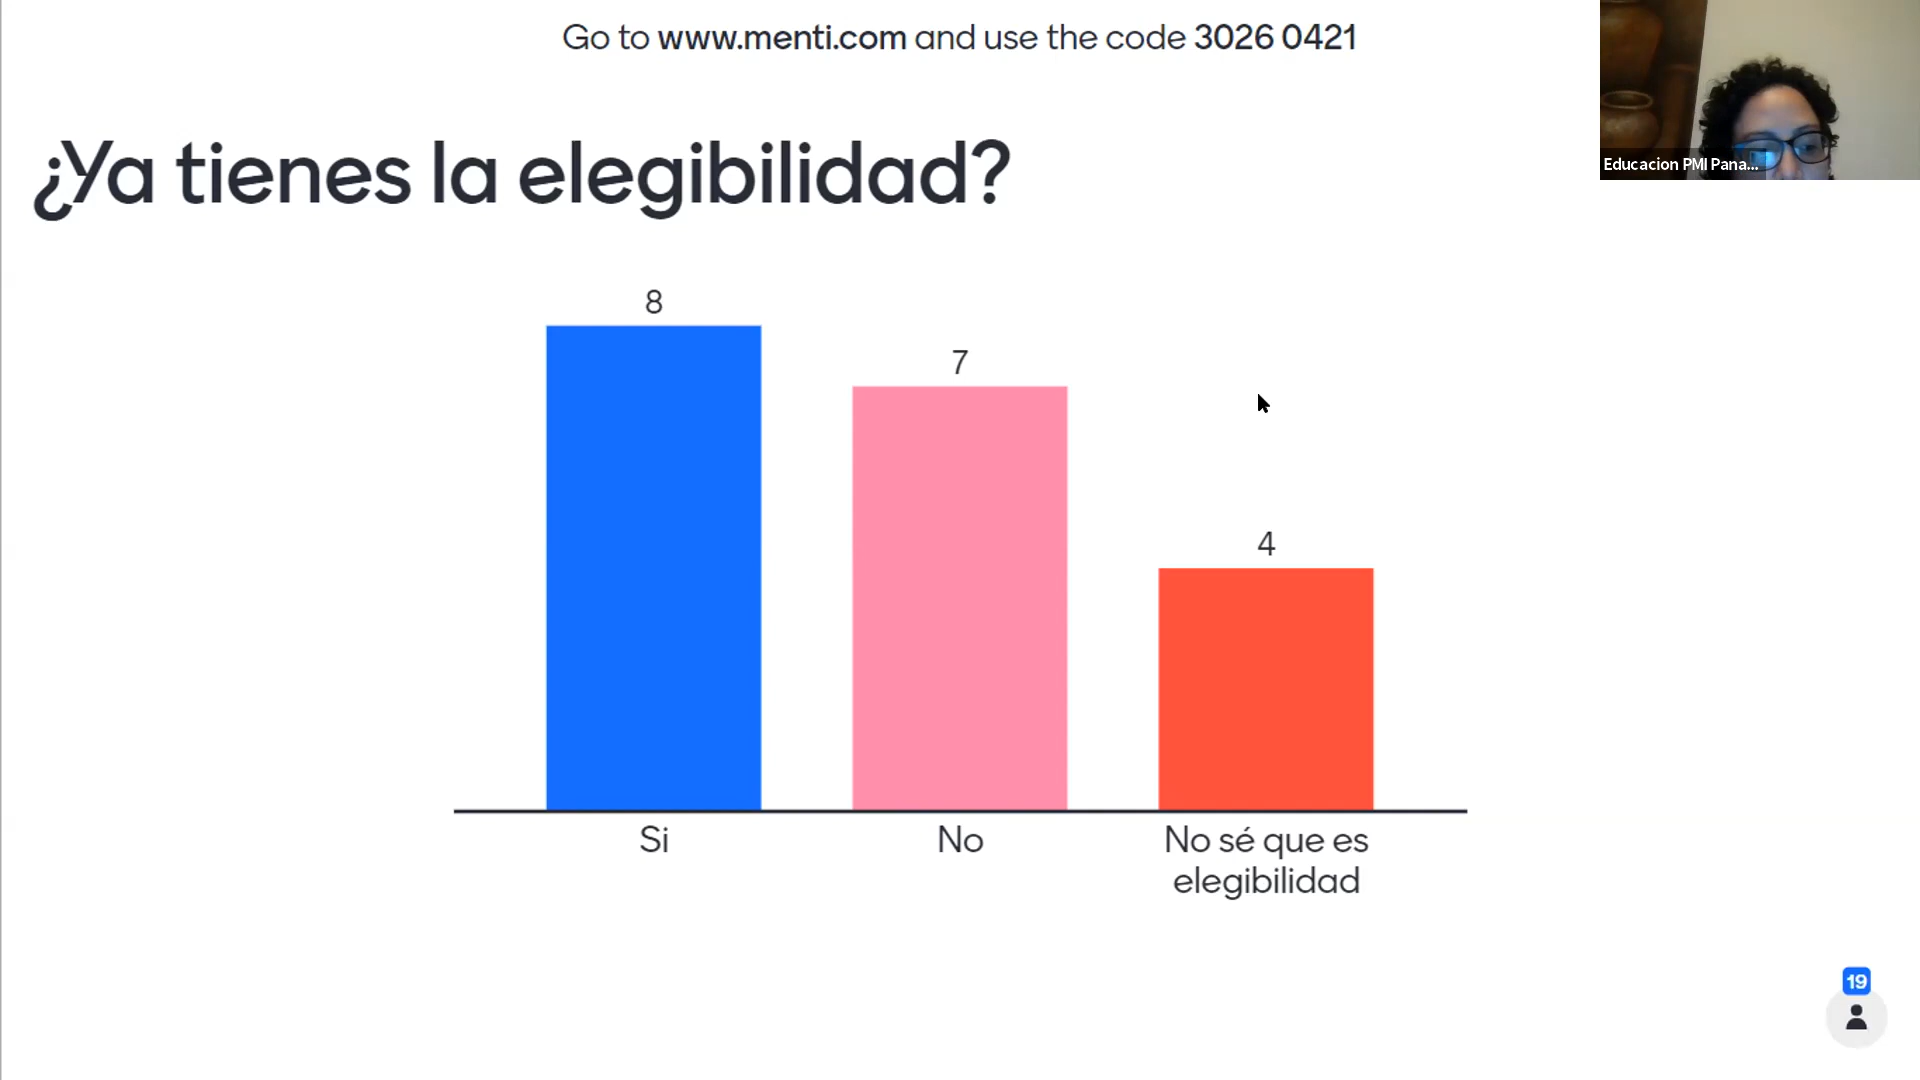 Go to www.menti.com and use the code 3026 0421
Educacion PMI Pana...
¿Ya tienes la elegibilidad?
8
7
4
Si
No
No sé que es
elegibilidad
19